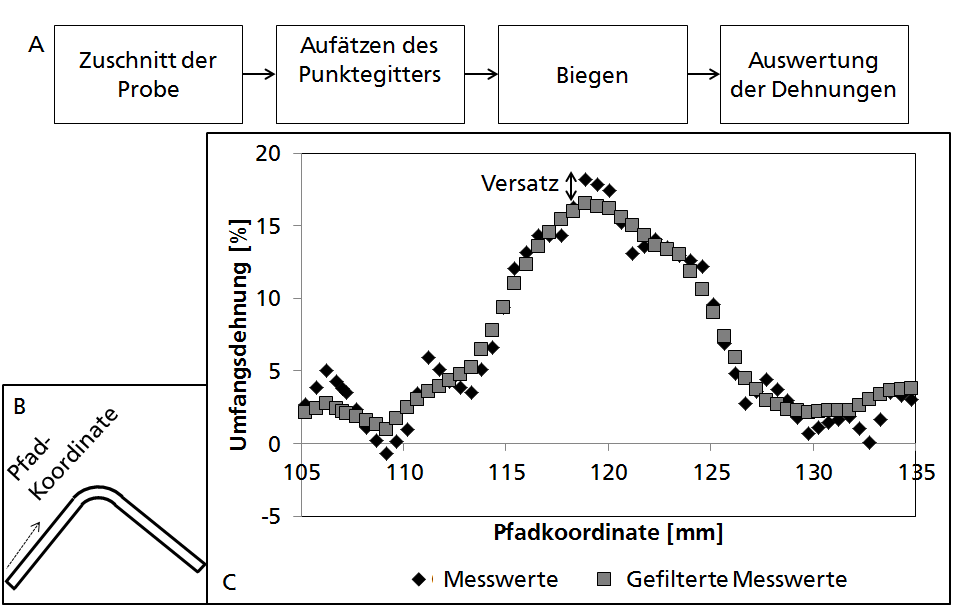 A
Zuschnitt der
Probe
Aufätzen des
Punktegitters
Biegen
Auswertung
der Dehnungen
B
Pfad-
Koordinate
C
Umfangsdehnung [%]
20
15
10
5
0
-5
Versatz
105 110 115 120 125 130 135
Pfadkoordinate [mm]
Messwerte Gefilterte Messwerte